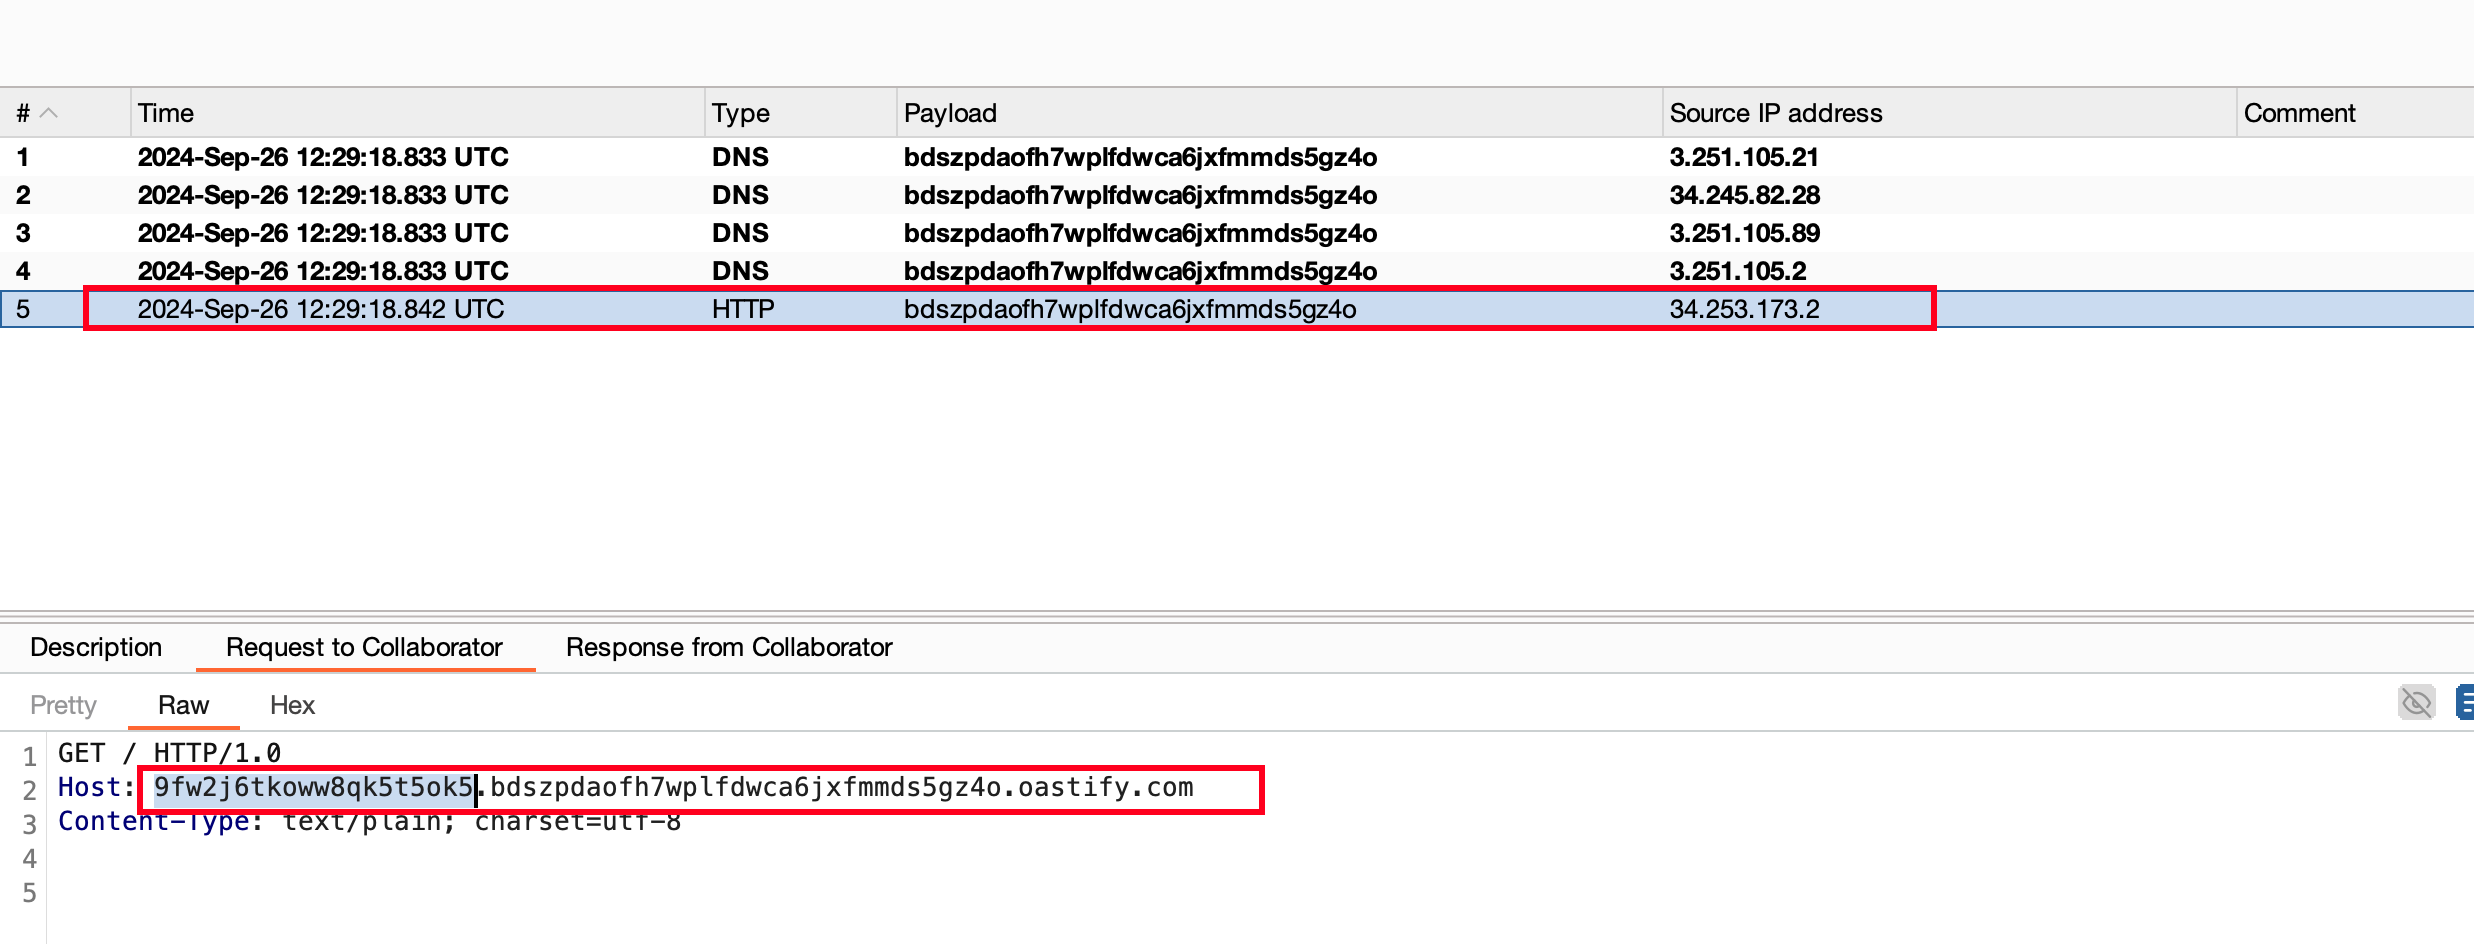 # Time Type Payload Source IP address Comment
1 2024-Sep-26 12:29:18.833 UTC DNS bdszpdaofh7wplfdwca6jxfmmds5gz4o 3.251.105.21
2 2024-Sep-26 12:29:18.833 UTC DNS bdszpdaofh7wplfdwca6jxfmmds5gz4o 34.245.82.28
3 2024-Sep-26 12:29:18.833 UTC DNS bdszpdaofh7wplfdwca6jxfmmds5gz4o 3.251.105.89
4 2024-Sep-26 12:29:18.833 UTC DNS bdszpdaofh7wplfdwca6jxfmmds5gz4o 3.251.105.2
5 2024-Sep-26 12:29:18.842 UTC HTTP bdszpdaofh7wplfdwca6jxfmmds5gz4o 34.253.173.2
Description Request to Collaborator Response from Collaborator
Pretty Raw Hex
1 GET / HTTP/1.0
2 Host: 9fw2j6tkoww8qk5t5ok5.bdszpdaofh7wplfdwca6jxfmmds5gz4o.oastify.com
3 Content-Type: text/plain; charset=utf-8
4
5